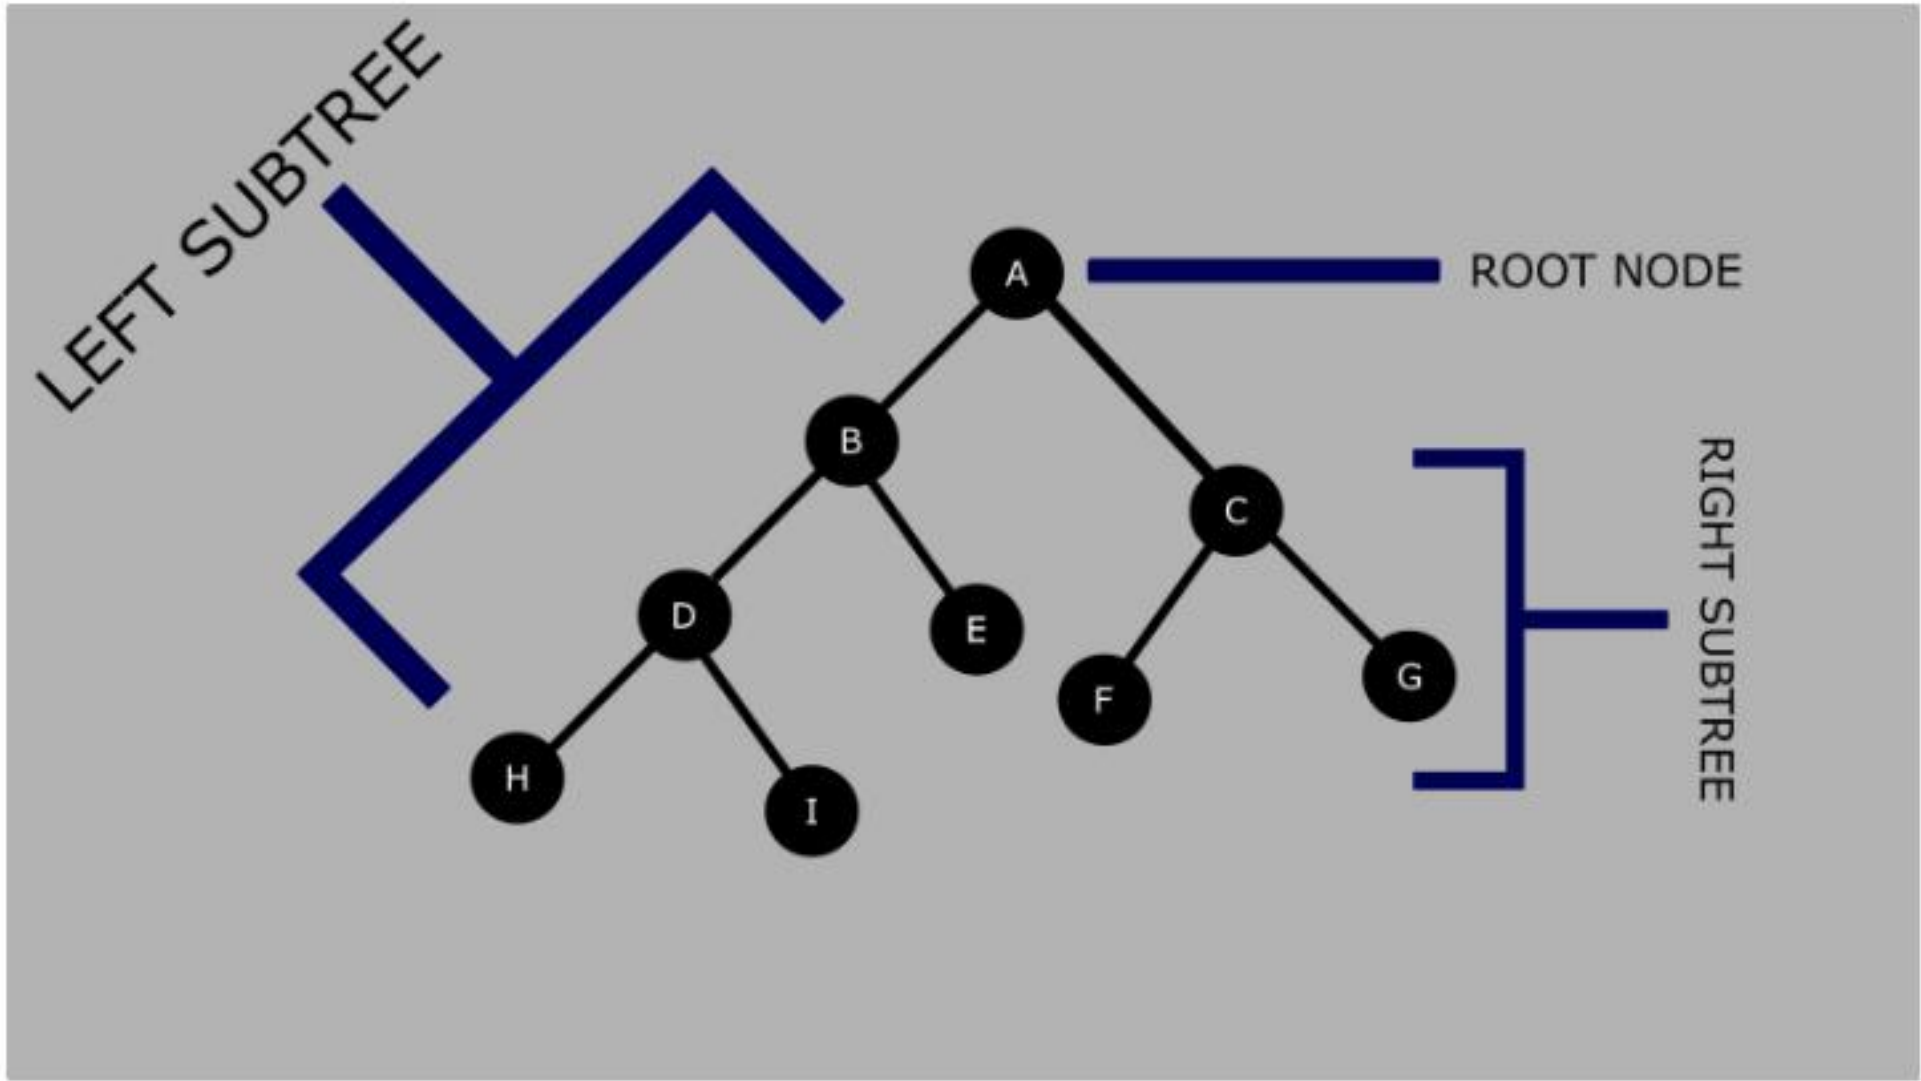 LEFT SUBTREE
A
ROOT NODE
B
C
RIGHT SUBTREE
D
E
F
G
H
I